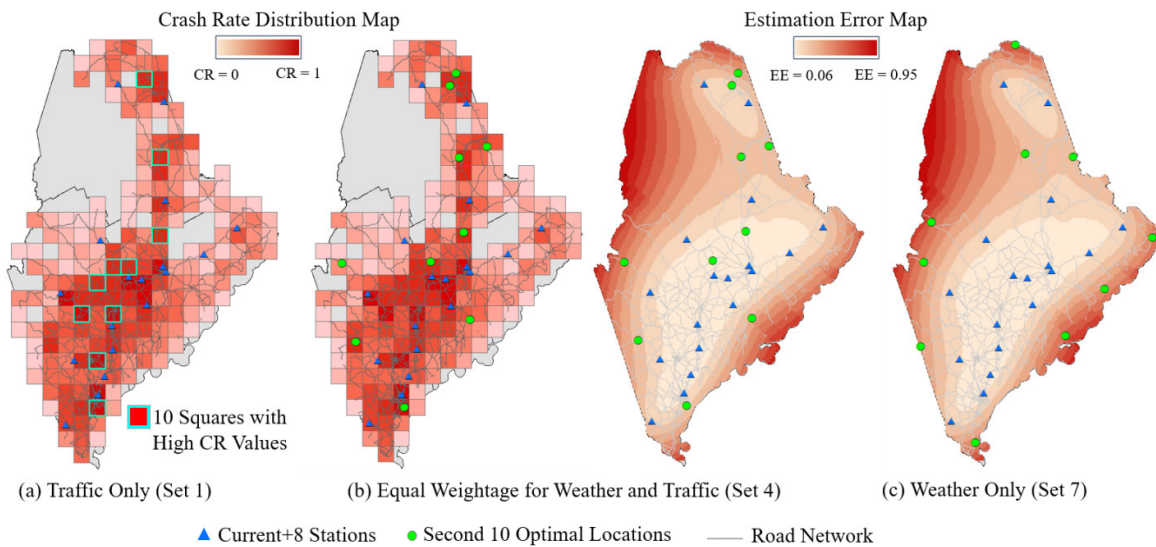 Crash Rate Distribution Map
Estimation Error Map
CR = 0 CR = 1
EE = 0.06 EE = 0.95
10 Squares with
High CR Values
(a) Traffic Only (Set 1)
(b) Equal Weightage for Weather and Traffic (Set 4)
(c) Weather Only (Set 7)
Current+8 Stations
Second 10 Optimal Locations
Road Network